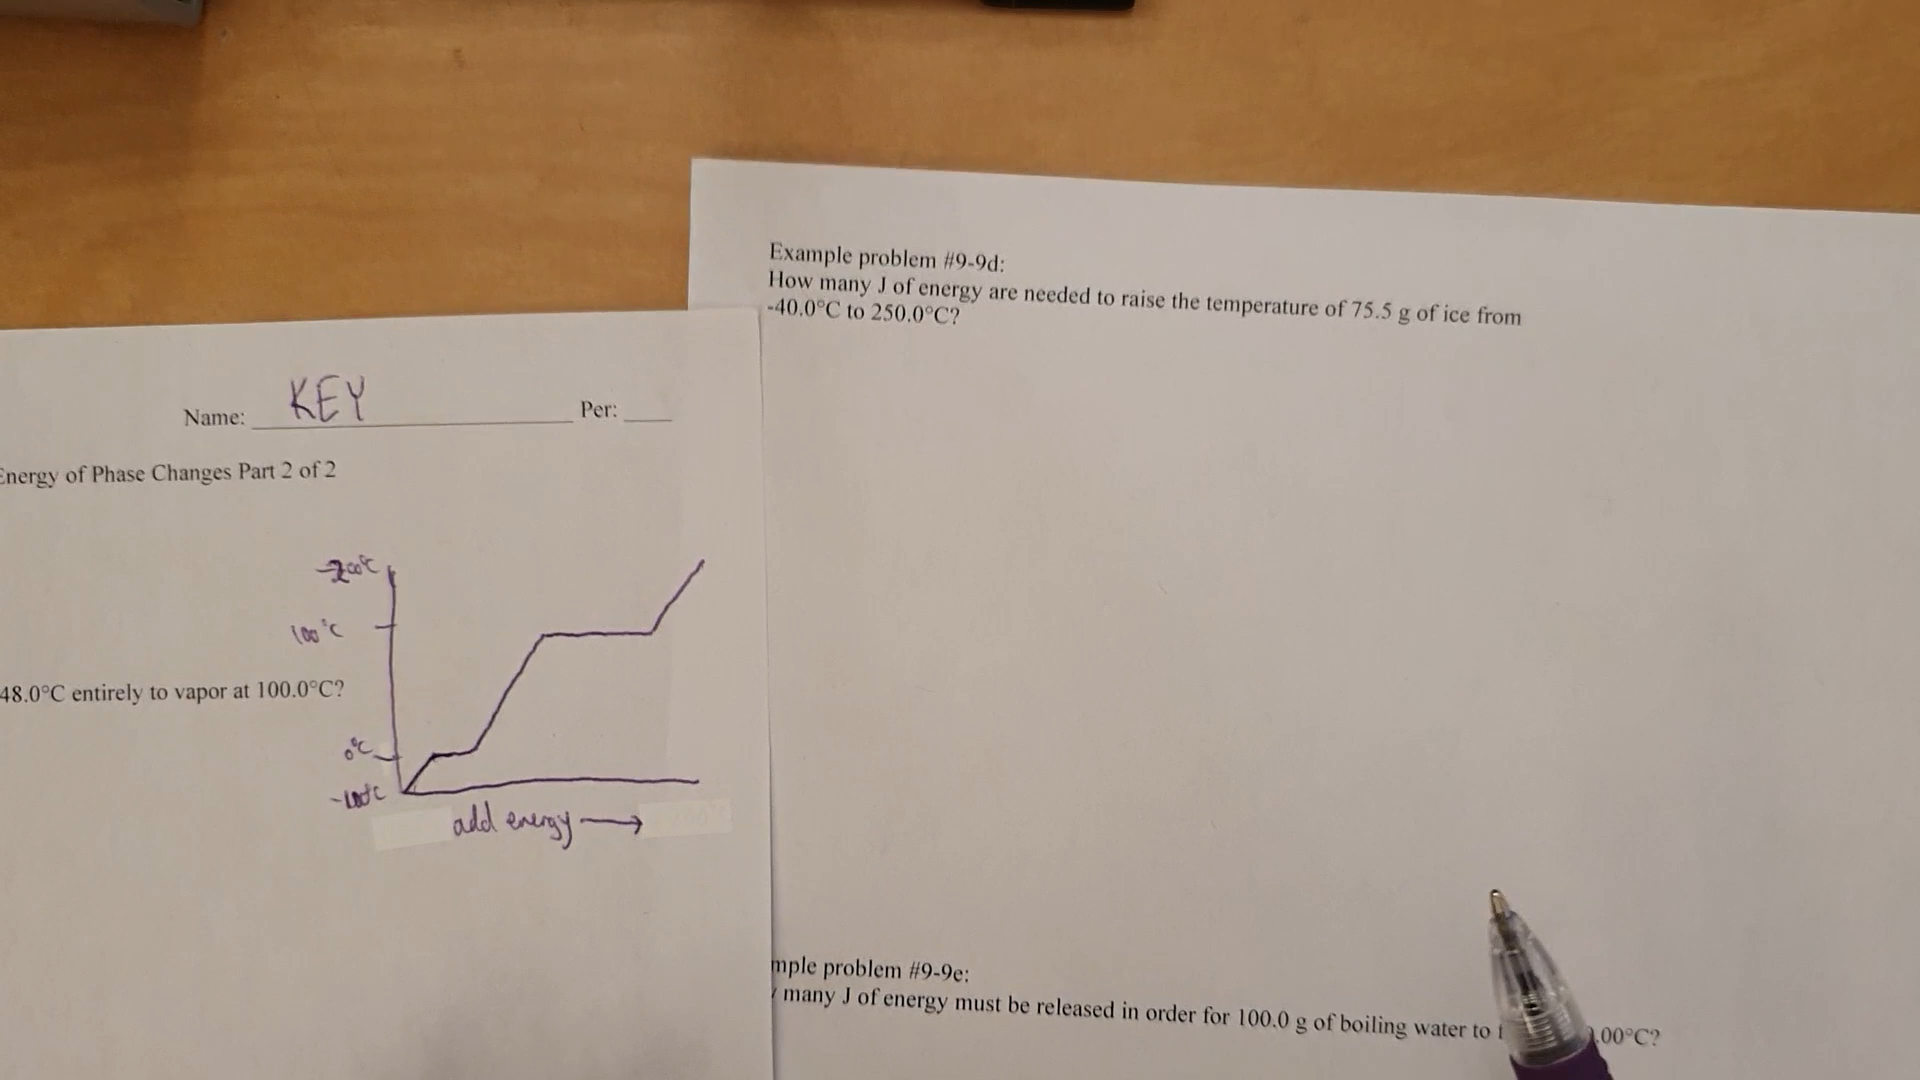 Example problem #9-9d:
How many J of energy are needed to raise the temperature of 75.5 g of ice from
-40.0°C to 250.0°C?
Name: KEY Per:
Energy of Phase Changes Part 2 of 2
200°C
100°C
48.0°C entirely to vapor at 100.0°C?
0°C
-100°C
add energy →
mple problem #9-9e:
many J of energy must be released in order for 100.0 g of boiling water to .00°C?